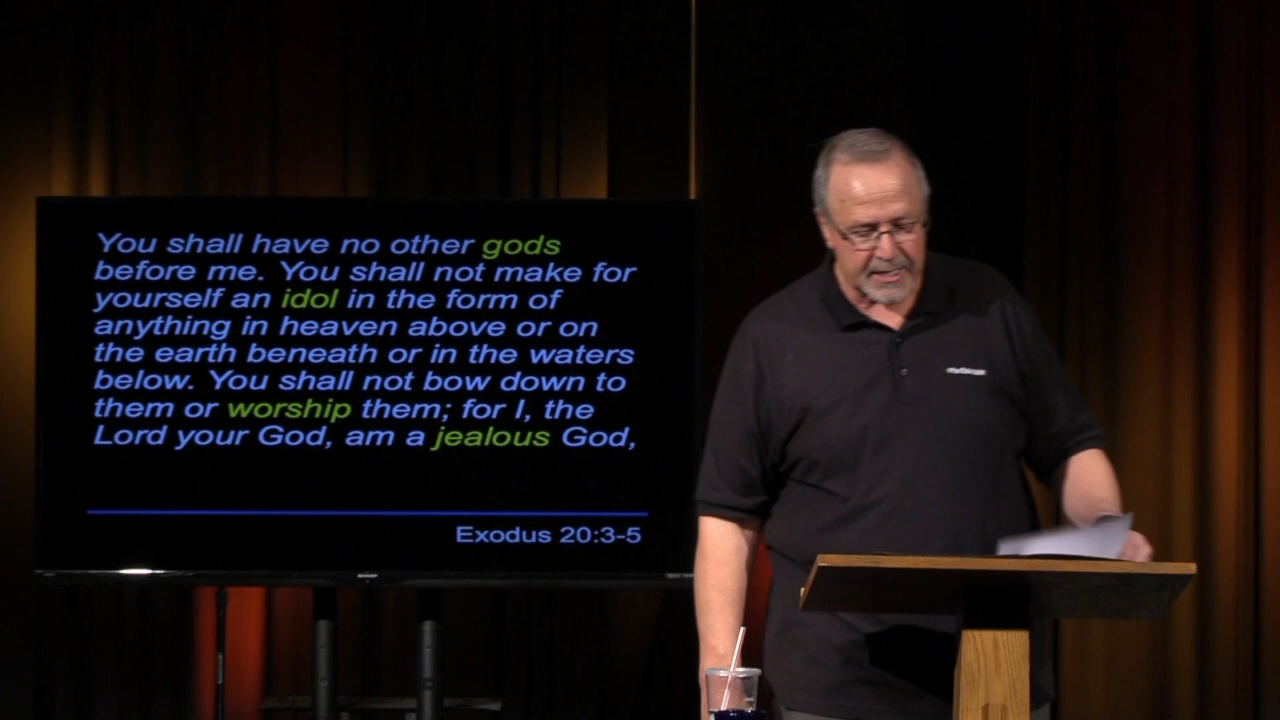 You shall have no other gods
before me. You shall not make for
yourself an idol in the form of
anything in heaven above or on
the earth beneath or in the waters
below. You shall not bow down to
them or worship them; for I, the
Lord your God, am a jealous God,
Exodus 20:3-5